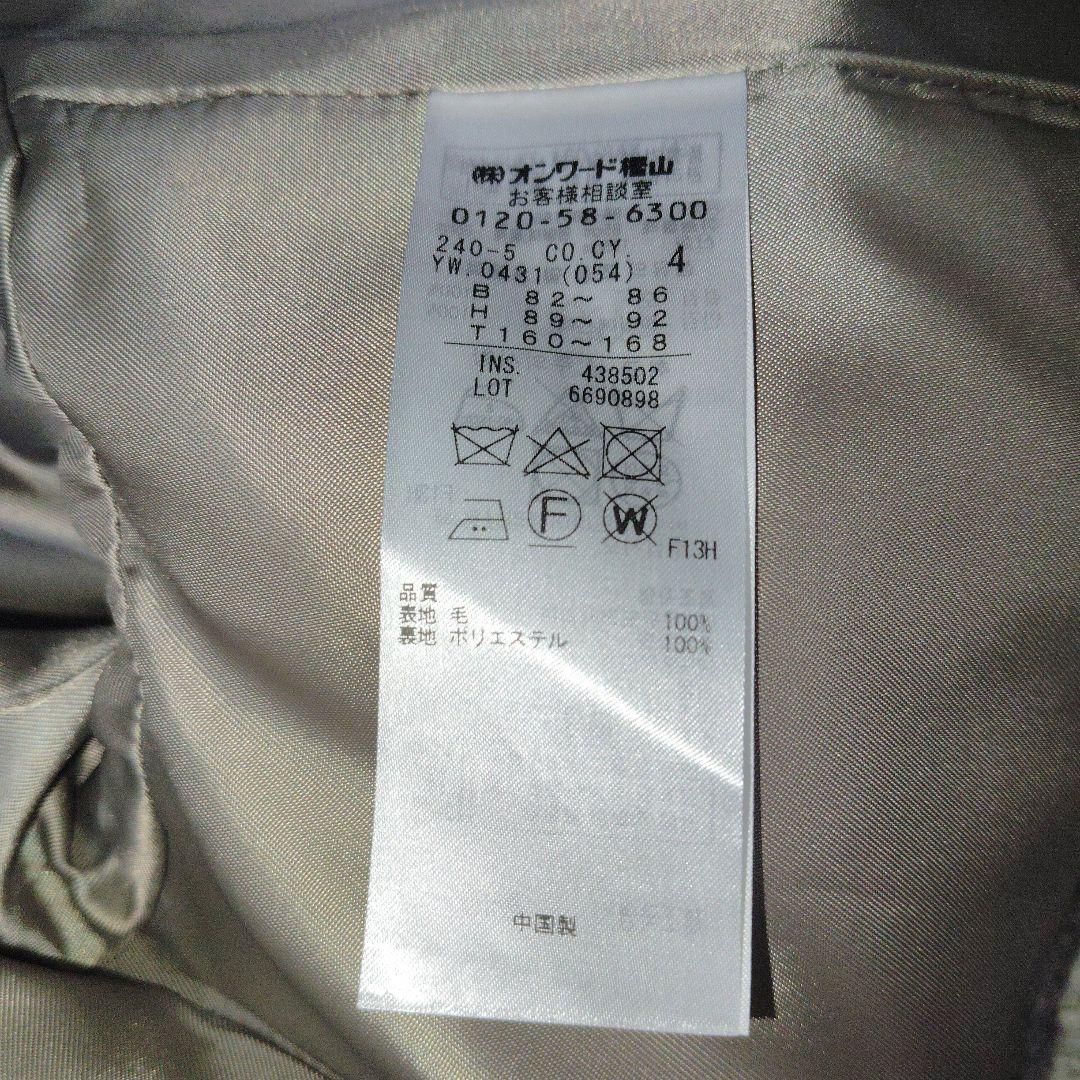 (株)オンワード樫山
お客様相談室
0120-58-6300
240-5 CO.CY. 4
YW 0431 (054)
B 82～ 86
H 89～ 92
T 160～168
INS. 438502
LOT 6690898
F W F13H
品質
表地 毛 100%
裏地 ポリエステル 100%
中国製